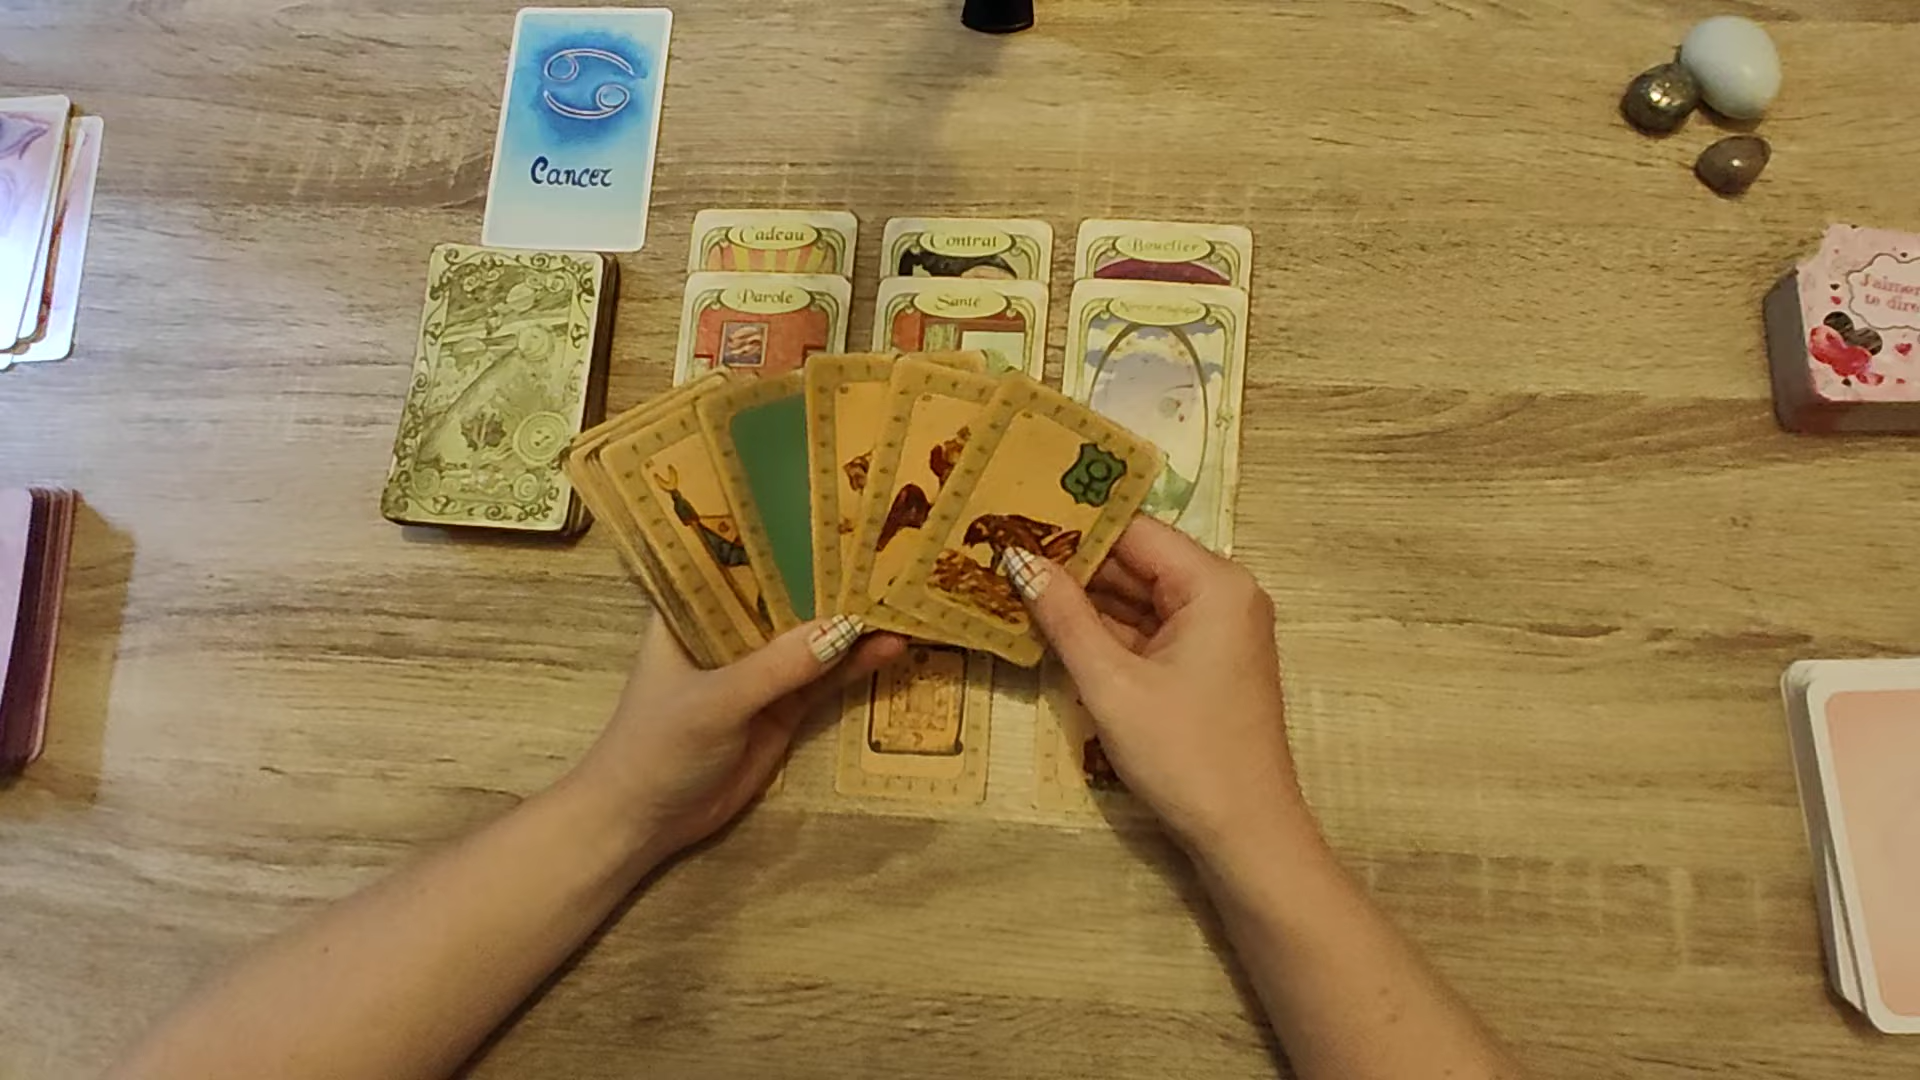 Cancer
Cadeau
Contrat
Bouclier
Parole
Santé
J'aimer
te dire